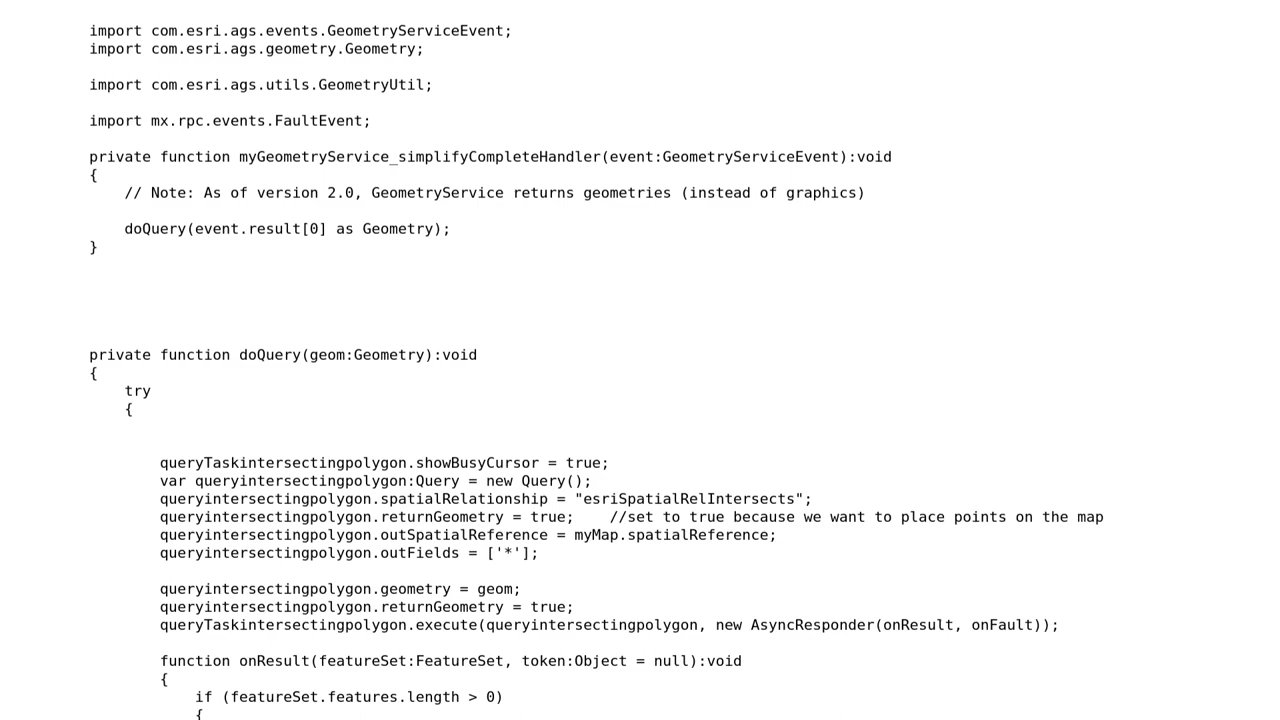 import com.esri.ags.events.GeometryServiceEvent;
import com.esri.ags.geometry.Geometry;
import com.esri.ags.utils.GeometryUtil;
import mx.rpc.events.FaultEvent;
private function myGeometryService_simplifyCompleteHandler(event:GeometryServiceEvent):void
{
// Note: As of version 2.0, GeometryService returns geometries (instead of graphics)
doQuery(event.result[0] as Geometry);
}
private function doQuery(geom:Geometry):void
{
try
{
queryTaskintersectingpolygon.showBusyCursor = true;
var queryintersectingpolygon:Query = new Query();
queryintersectingpolygon.spatialRelationship = "esriSpatialRelIntersects";
queryintersectingpolygon.returnGeometry = true;    //set to true because we want to place points on the map
queryintersectingpolygon.outSpatialReference = myMap.spatialReference;
queryintersectingpolygon.outFields = ['*'];
queryintersectingpolygon.geometry = geom;
queryintersectingpolygon.returnGeometry = true;
queryTaskintersectingpolygon.execute(queryintersectingpolygon, new AsyncResponder(onResult, onFault));
function onResult(featureSet:FeatureSet, token:Object = null):void
{
if (featureSet.features.length > 0)
{